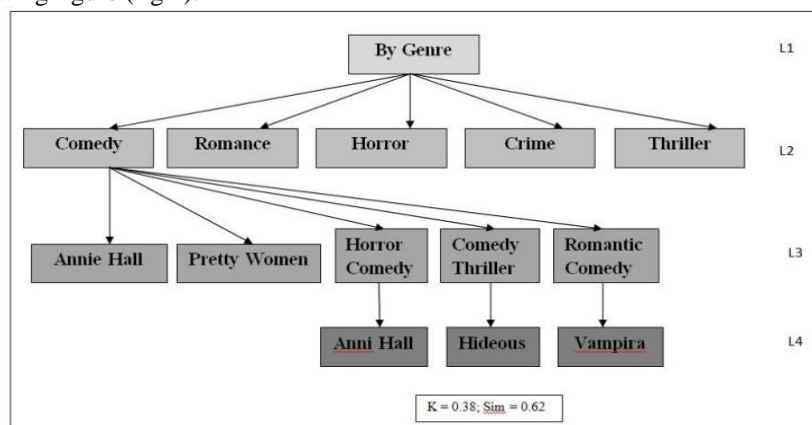 By Genre
L1
Comedy
Romance
Horror
Crime
Thriller
L2
Annie Hall
Pretty Women
Horror
Comedy
Comedy
Thriller
Romantic
Comedy
L3
Anni Hall
Hideous
Vampira
L4
K = 0.38; Sim = 0.62